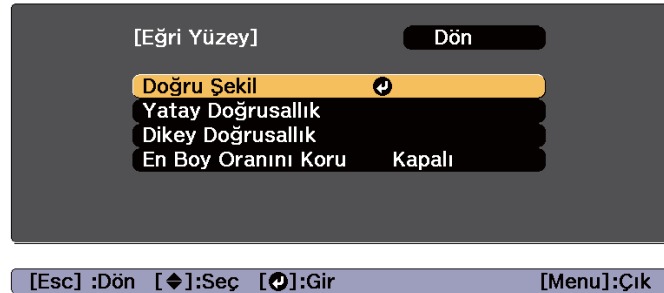 [Eğri Yüzey] Dön
Doğru Şekil
Yatay Doğrusallık
Dikey Doğrusallık
En Boy Oranını Koru Kapalı
[Esc] :Dön [◆]:Seç [↵]:Gir [Menu]:Çık